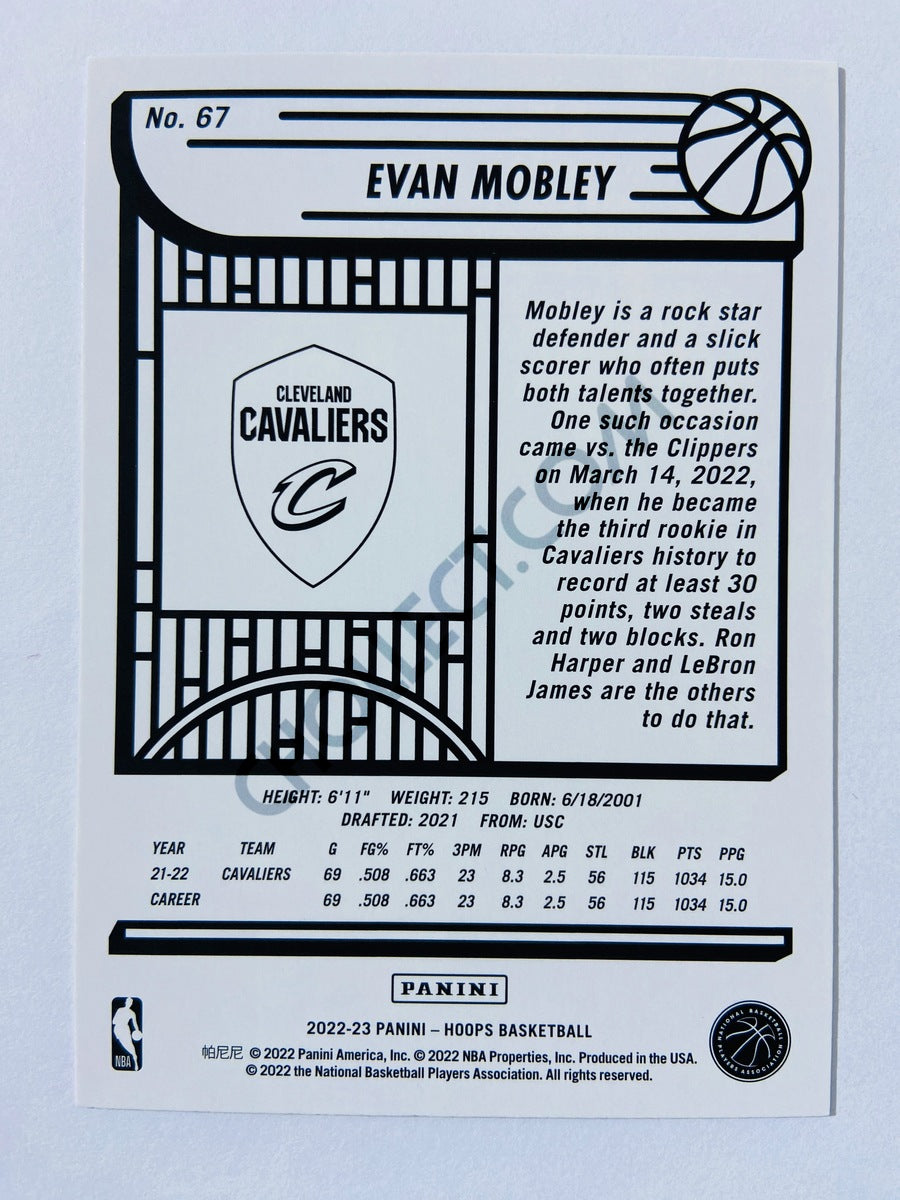 No. 67
EVAN MOBLEY
CLEVELAND
CAVALIERS
C
Mobley is a rock star
defender and a slick
scorer who often puts
both talents together.
One such occasion
came vs. the Clippers
on March 14, 2022,
when he became
the third rookie in
Cavaliers history to
record at least 30
points, two steals
and two blocks. Ron
Harper and LeBron
James are the others
to do that.
CHOLLECT.COM
HEIGHT: 6'11" WEIGHT: 215 BORN: 6/18/2001
DRAFTED: 2021 FROM: USC
YEAR TEAM G FG% FT% 3PM RPG APG STL BLK PTS PPG
21-22 CAVALIERS 69 .508 .663 23 8.3 2.5 56 115 1034 15.0
CAREER 69 .508 .663 23 8.3 2.5 56 115 1034 15.0
PANINI
NBA
2022-23 PANINI – HOOPS BASKETBALL
帕尼尼 © 2022 Panini America, Inc. © 2022 NBA Properties, Inc. Produced in the USA.
© 2022 the National Basketball Players Association. All rights reserved.
NATIONAL BASKETBALL PLAYERS ASSOCIATION